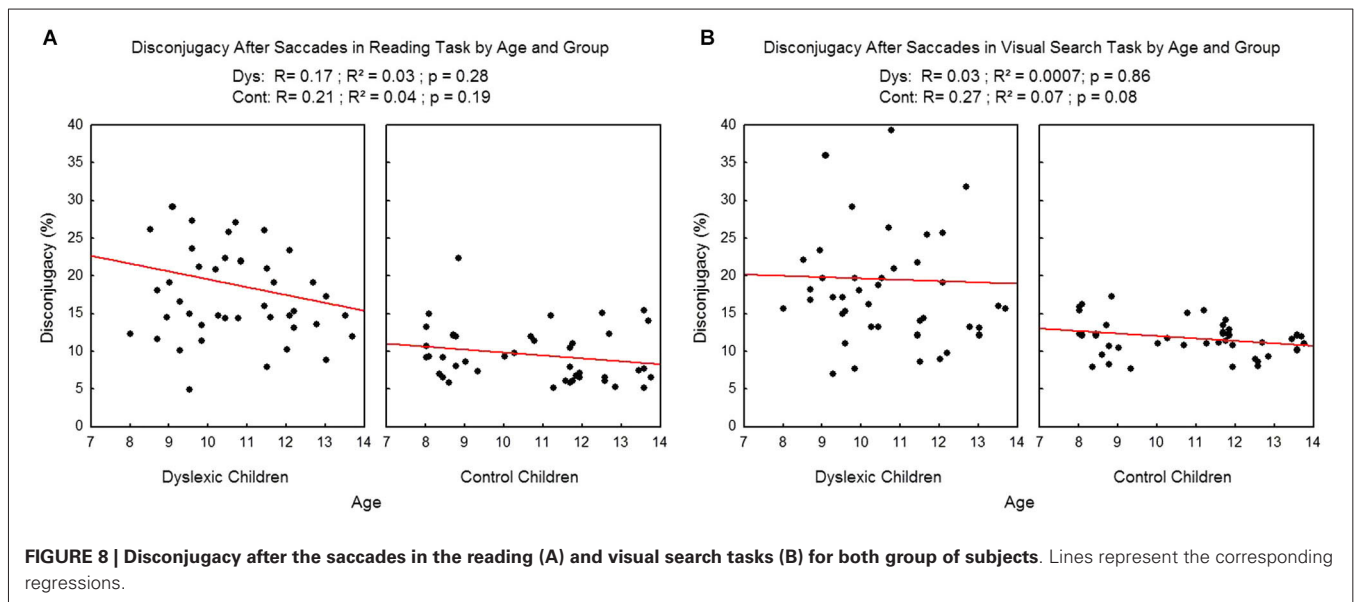 A
Disconjugacy After Saccades in Reading Task by Age and Group
Dys: R= 0.17 ; R² = 0.03 ; p = 0.28
Cont: R= 0.21 ; R² = 0.04 ; p = 0.19
Disconjugacy (%)
40
35
30
25
20
15
10
5
0
7 8 9 10 11 12 13 14
Dyslexic Children
7 8 9 10 11 12 13 14
Control Children
Age
B
Disconjugacy After Saccades in Visual Search Task by Age and Group
Dys: R= 0.03 ; R² = 0.0007; p = 0.86
Cont: R= 0.27 ; R² = 0.07 ; p = 0.08
Disconjugacy (%)
40
35
30
25
20
15
10
5
0
7 8 9 10 11 12 13 14
Dyslexic Children
7 8 9 10 11 12 13 14
Control Children
Age
FIGURE 8 | Disconjugacy after the saccades in the reading (A) and visual search tasks (B) for both group of subjects. Lines represent the corresponding
regressions.